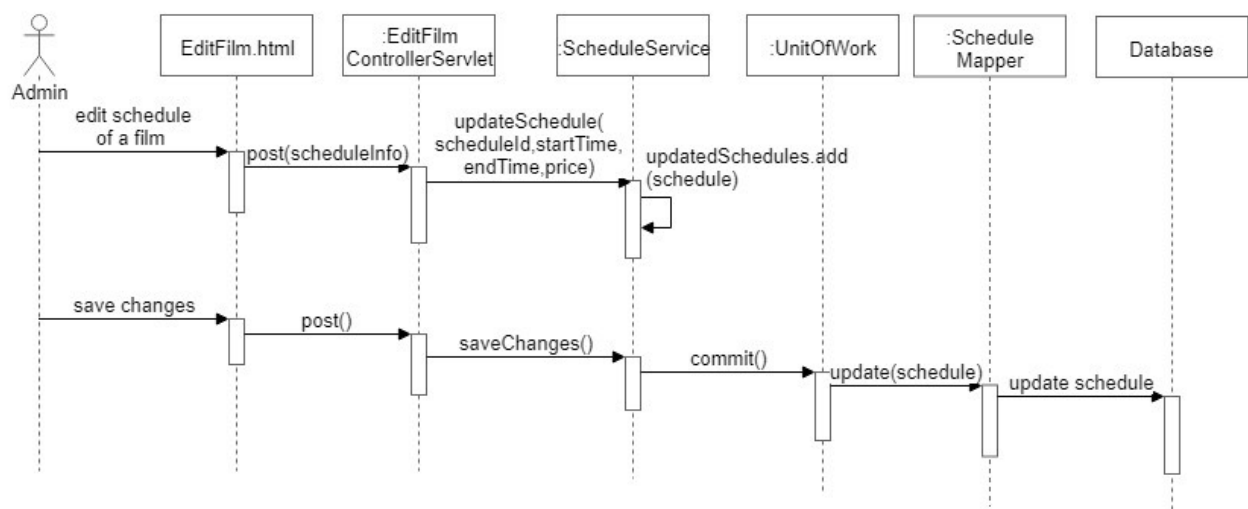 Admin
EditFilm.html
:EditFilm
ControllerServlet
:ScheduleService
:UnitOfWork
:Schedule
Mapper
Database
edit schedule
of a film
post(scheduleInfo)
updateSchedule(
scheduleId,startTime,
endTime,price)
updatedSchedules.add
(schedule)
save changes
post()
saveChanges()
commit()
update(schedule)
update schedule